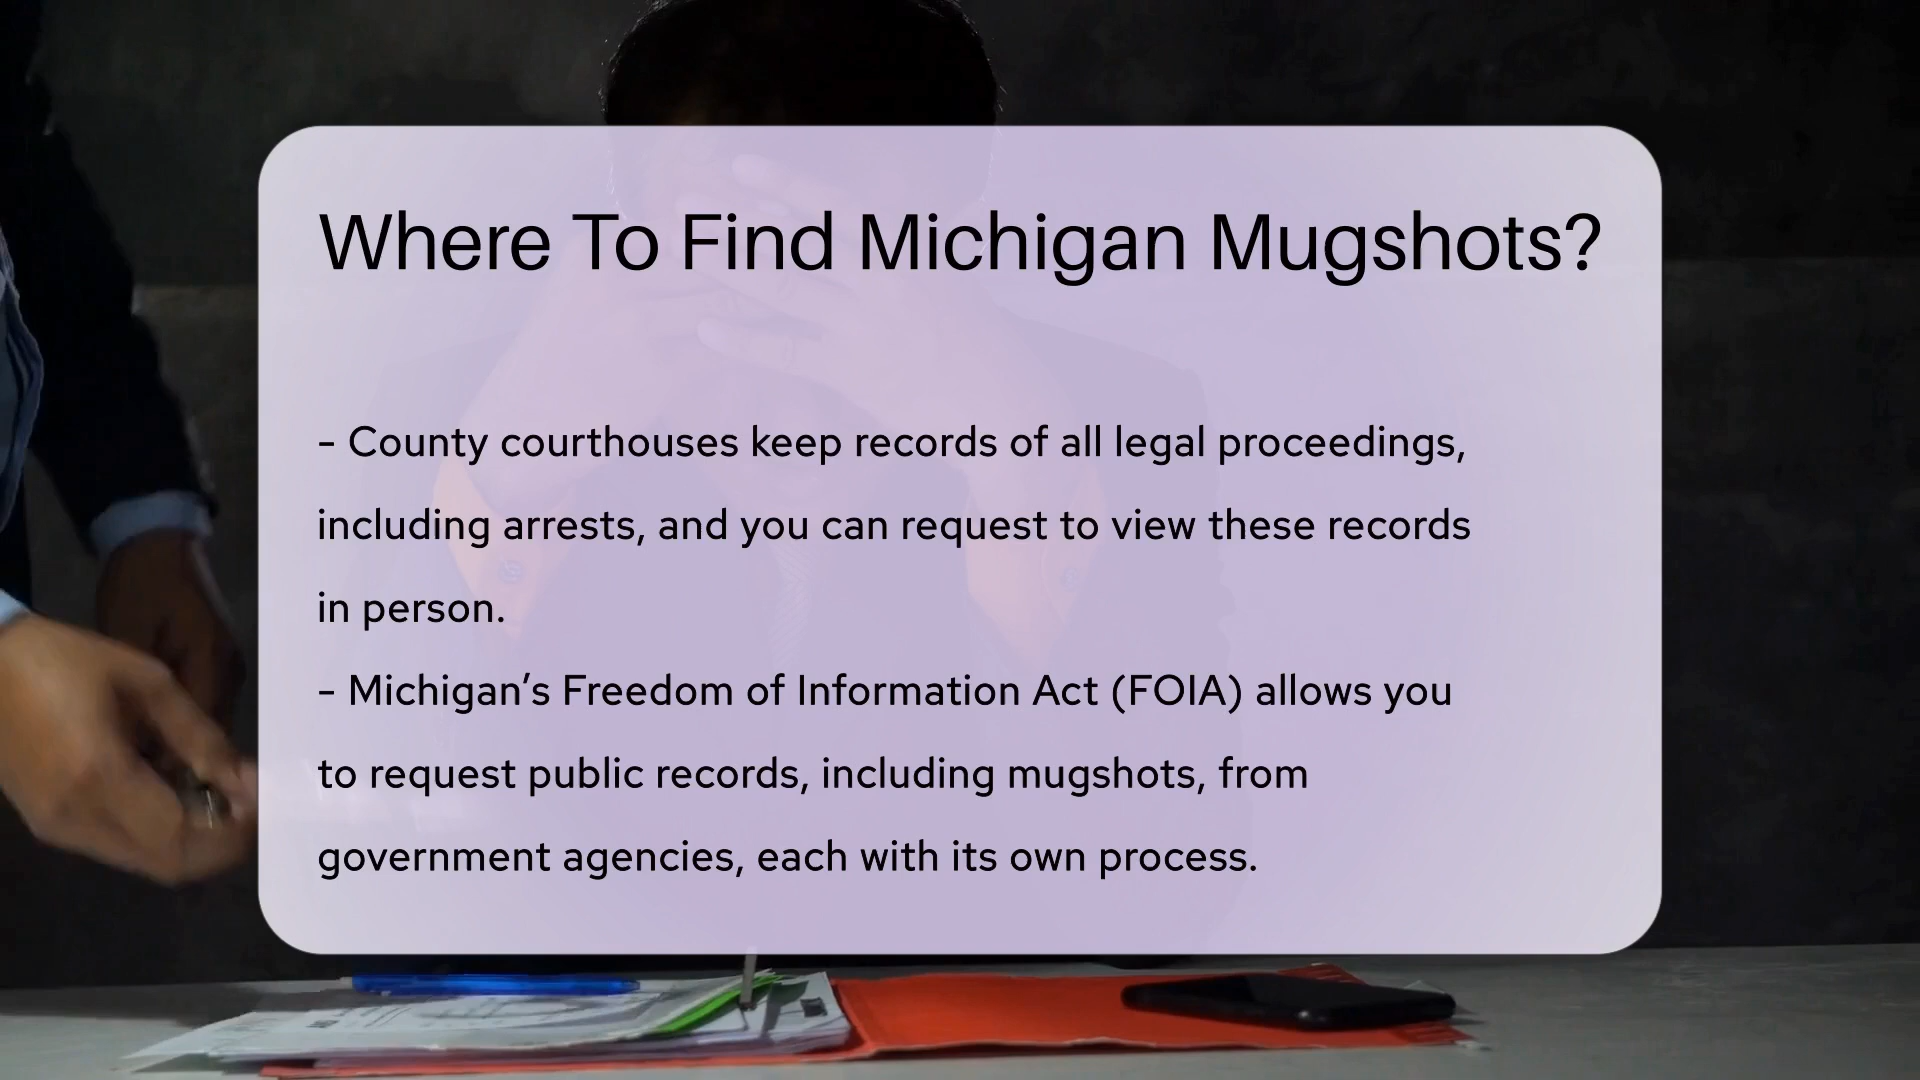 Where To Find Michigan Mugshots?
– County courthouses keep records of all legal proceedings,
including arrests, and you can request to view these records
in person.
– Michigan’s Freedom of Information Act (FOIA) allows you
to request public records, including mugshots, from
government agencies, each with its own process.